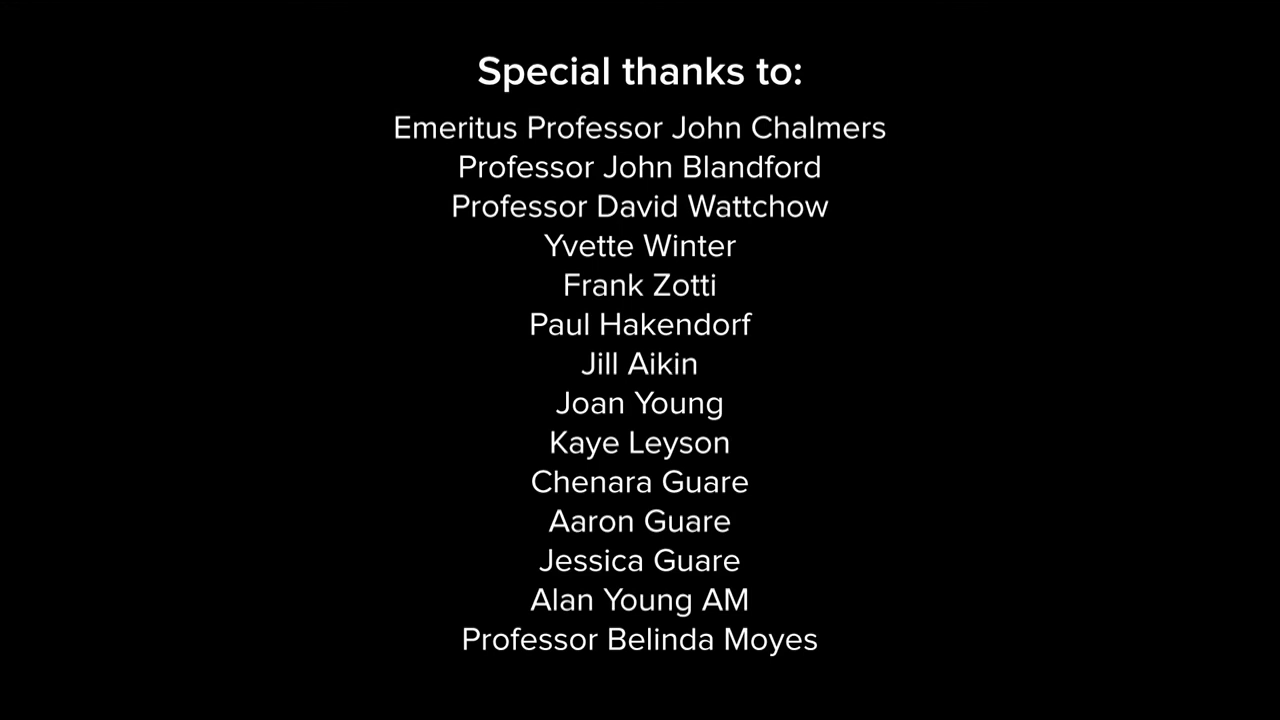 Special thanks to:
Emeritus Professor John Chalmers
Professor John Blandford
Professor David Wattchow
Yvette Winter
Frank Zotti
Paul Hakendorf
Jill Aikin
Joan Young
Kaye Leyson
Chenara Guare
Aaron Guare
Jessica Guare
Alan Young AM
Professor Belinda Moyes